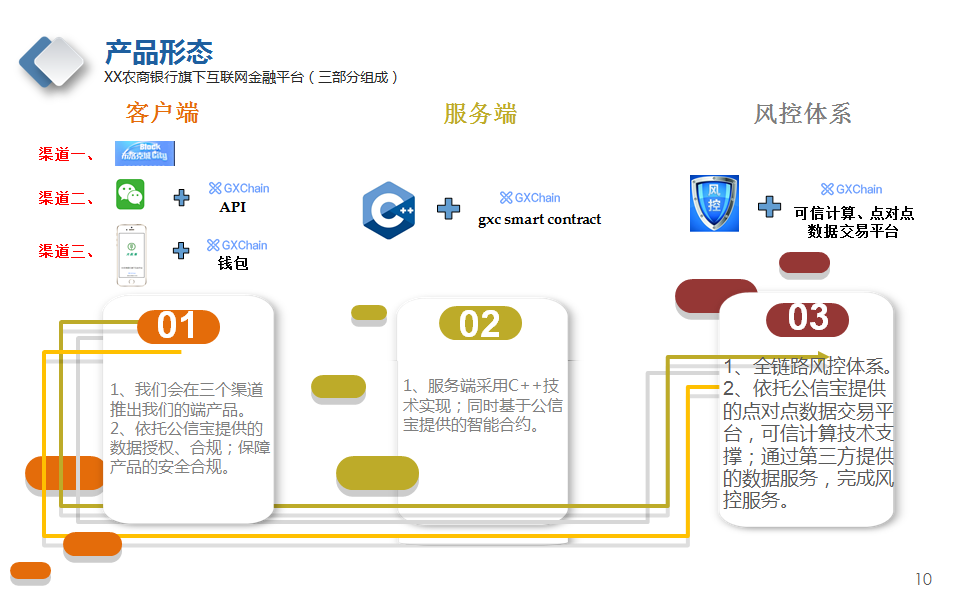 产品形态
XX农商银行旗下互联网金融平台（三部分组成）
客户端
服务端
风控体系
渠道一、
Block
布洛克城City
渠道二、
GXChain
API
渠道三、
GXChain
钱包
C++
GXChain
gxc smart contract
风
控
GXChain
可信计算、点对点
数据交易平台
01
1、我们会在三个渠道
推出我们的端产品。
2、依托公信宝提供的
数据授权、合规；保障
产品的安全合规。
02
1、服务端采用C++技
术实现；同时基于公信
宝提供的智能合约。
03
1、全链路风控体系。
2、依托公信宝提供
的点对点数据交易平
台，可信计算技术支
撑；通过第三方提供
的数据服务，完成风
控服务。
10